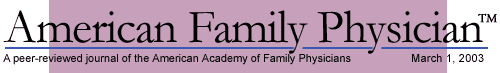 American Family Physician™
A peer-reviewed journal of the American Academy of Family Physicians March 1, 2003